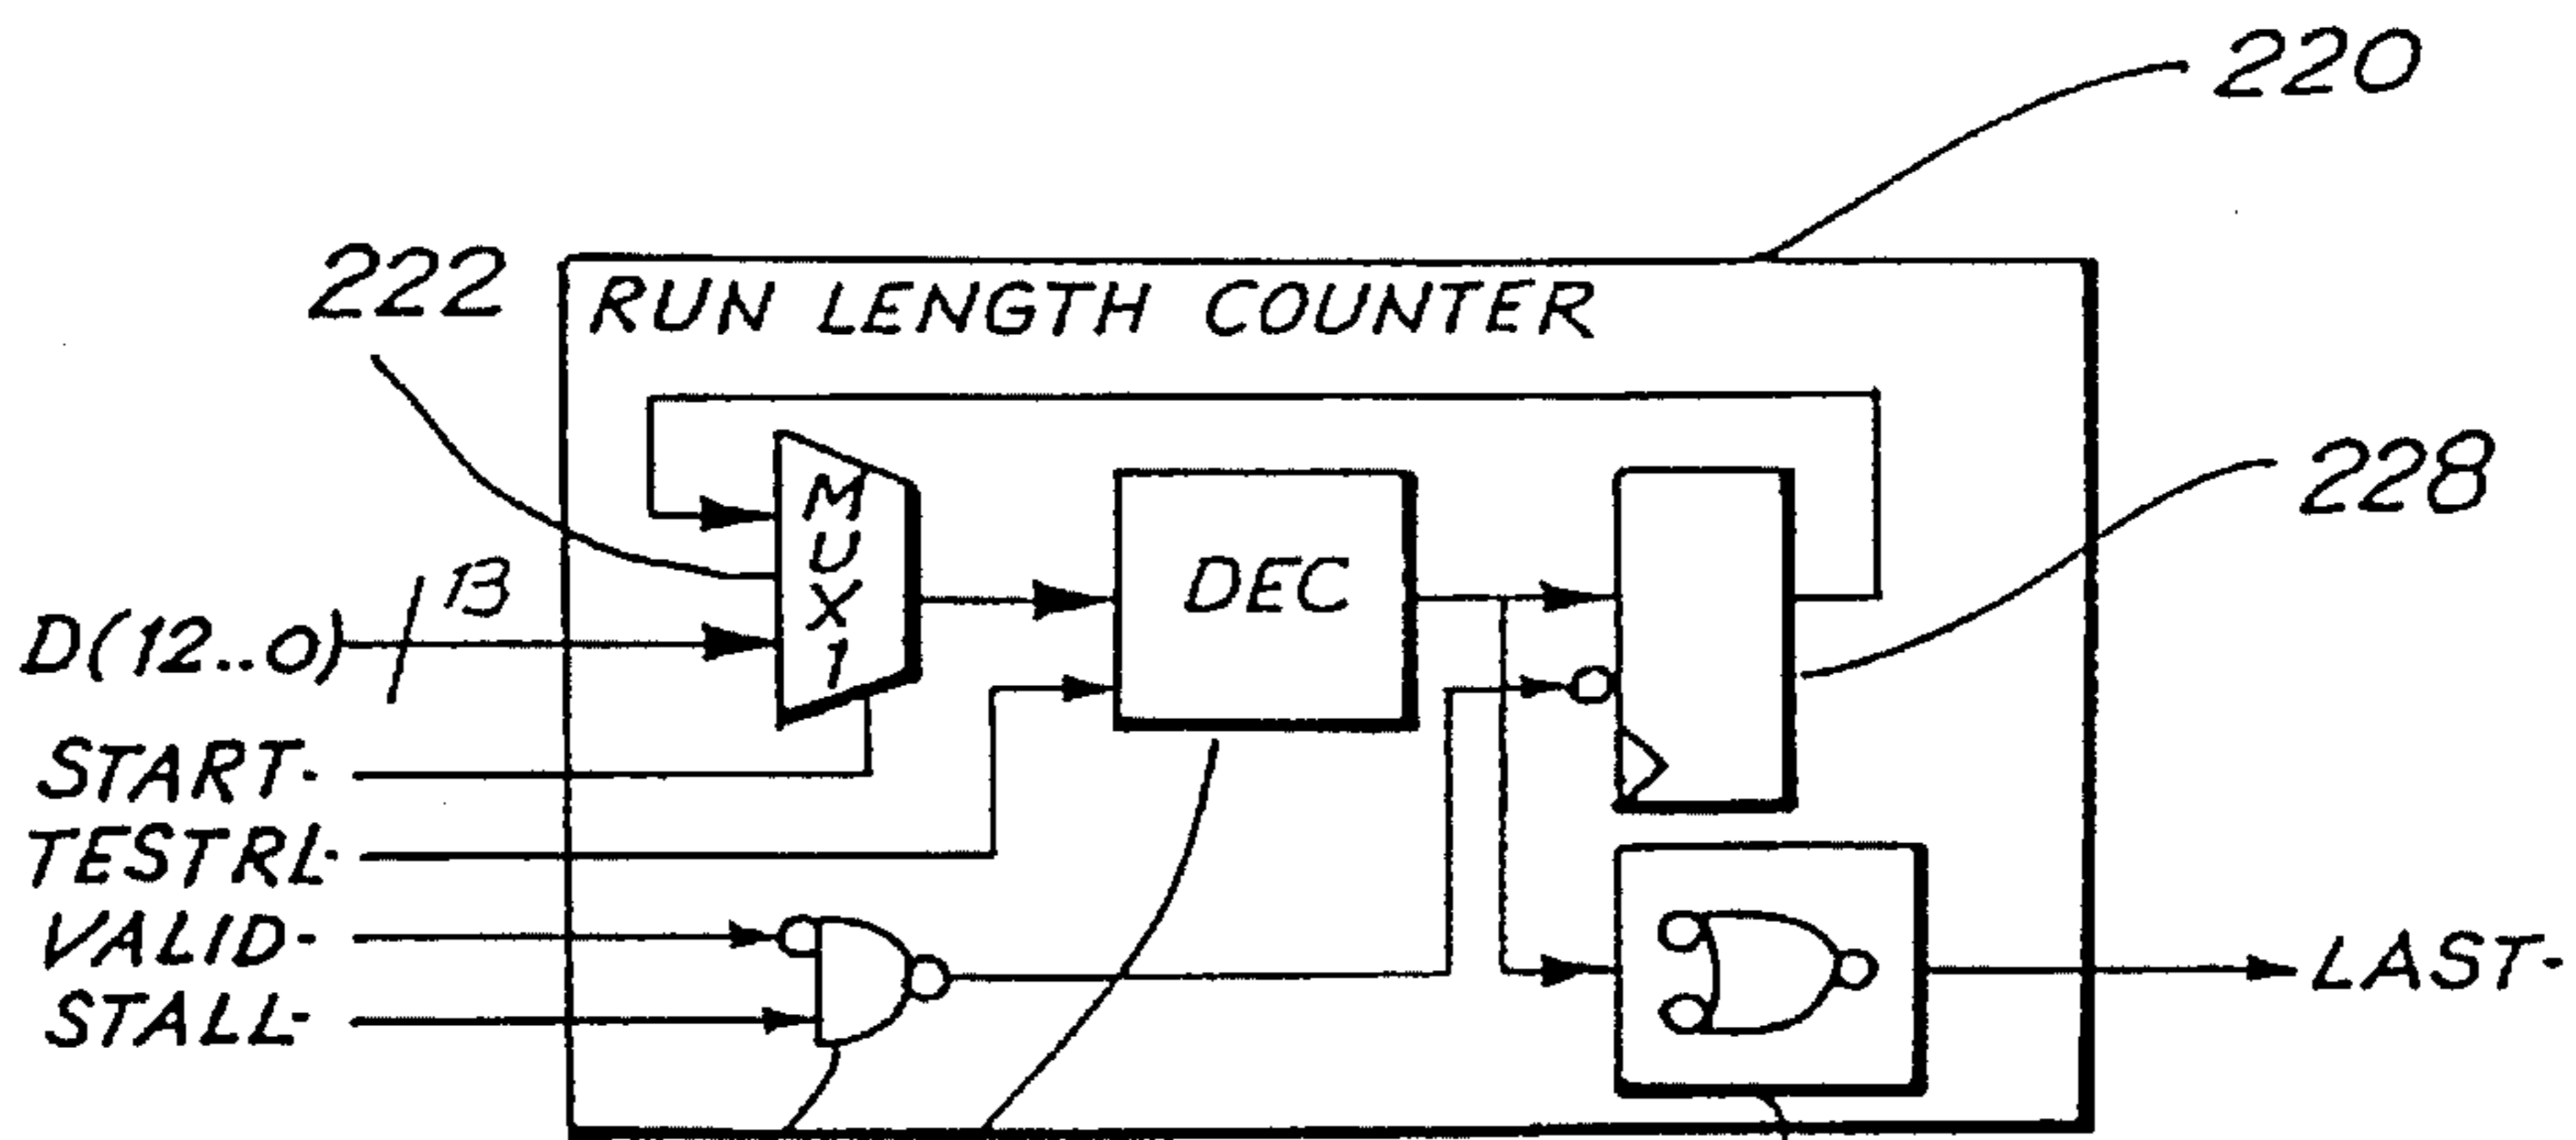 220
222
RUN LENGTH COUNTER
228
MUX1
DEC
13
D(12..0)
START-
TESTRL-
VALID-
STALL-
LAST-